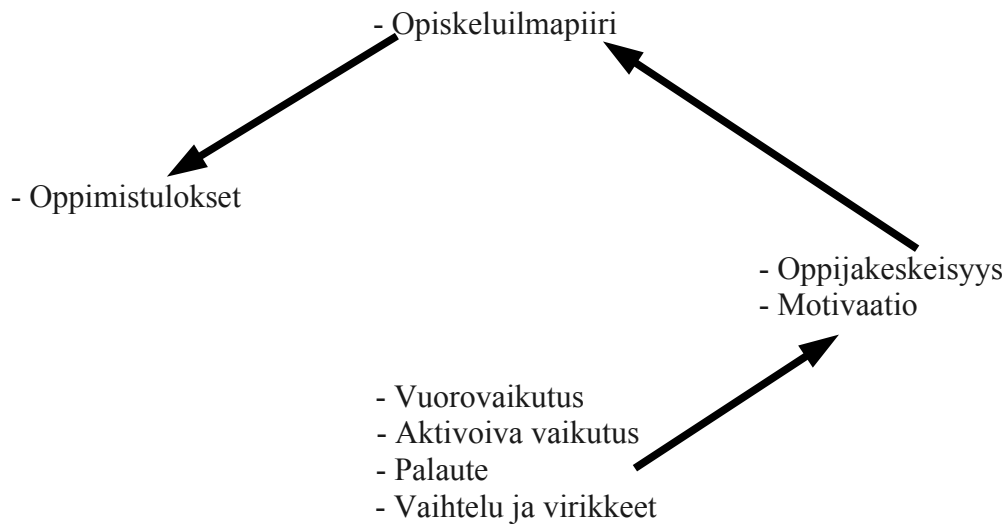 - Opiskeluilmapiiri
- Oppimistulokset
- Oppijakeskeisyys
- Motivaatio
- Vuorovaikutus
- Aktivoiva vaikutus
- Palaute
- Vaihtelu ja virikkeet